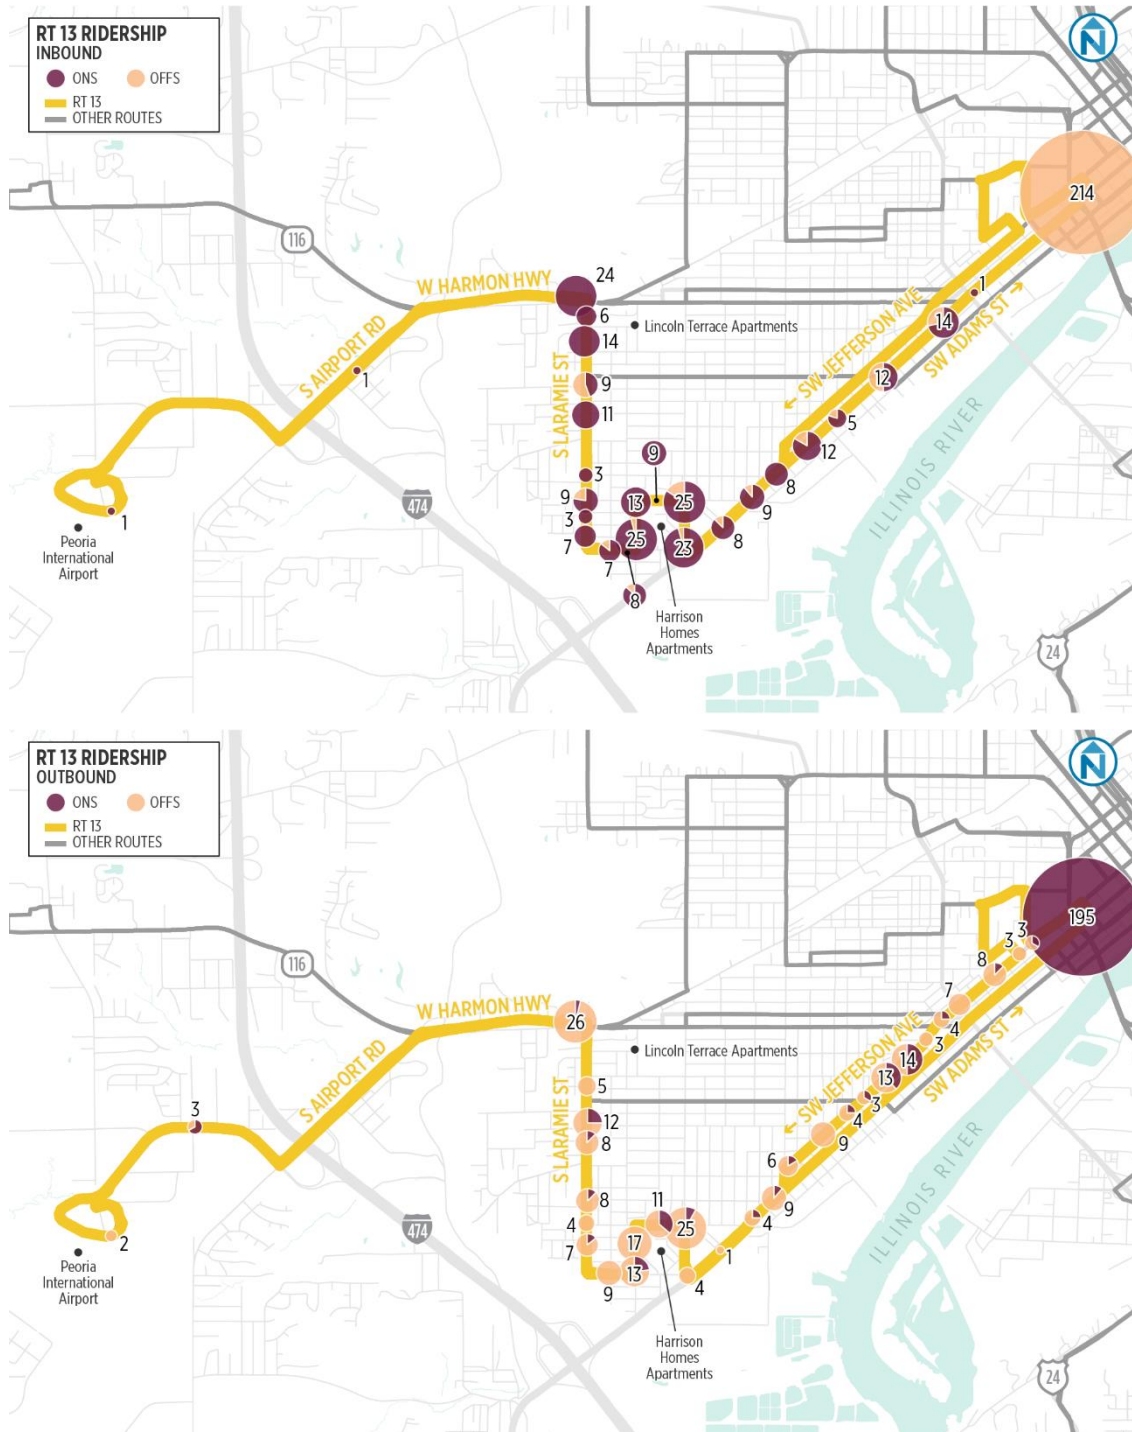 RT 13 RIDERSHIP
INBOUND
ONS OFFS
RT 13
OTHER ROUTES
N
214
116
24
W HARMON HWY
1
6
Lincoln Terrace Apartments
14
14
S AIRPORT RD
SW JEFFERSON AVE
SW ADAMS ST
1
S LARAMIE ST
9
12
11
5
12
9
3
8
474
9
13
25
9
1
3
25
23
8
Peoria
International
Airport
7
7
8
Harrison
Homes
Apartments
ILLINOIS RIVER
24
RT 13 RIDERSHIP
OUTBOUND
ONS OFFS
RT 13
OTHER ROUTES
N
195
3
3
8
116
7
W HARMON HWY
26
4
Lincoln Terrace Apartments
3
S AIRPORT RD
SW JEFFERSON AVE
SW ADAMS ST
14
13
5
3
3
4
S LARAMIE ST
12
8
9
6
8
9
474
4
11
25
4
7
17
1
2
Peoria
International
Airport
9
13
4
Harrison
Homes
Apartments
ILLINOIS RIVER
24